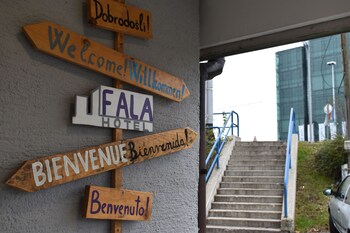 Dobrodošli!
Welcome! Willkommen!
FALA
HOTEL
BIENVENUE Bienvenida!
Benvenuto!